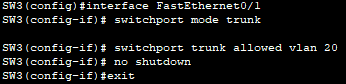 SW3(config)#interface FastEthernet0/1
SW3(config-if)# switchport mode trunk
SW3(config-if)# switchport trunk allowed vlan 20
SW3(config-if)# no shutdown
SW3(config-if)#exit